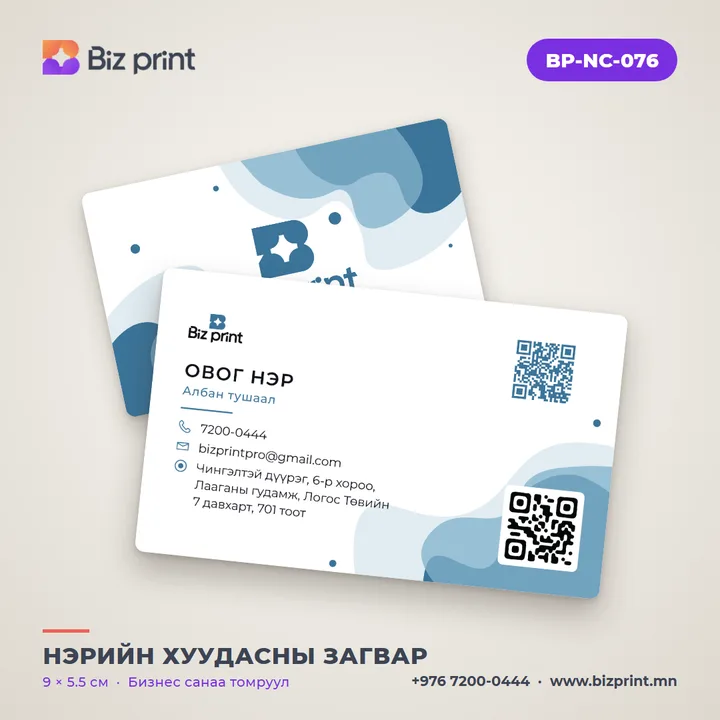 Biz print
BP-NC-076
Biz print
ОВОГ НЭР
Албан тушаал
7200-0444
bizprintpro@gmail.com
Чингэлтэй дүүрэг, 6-р хороо,
Лааганы гудамж, Логос Төвийн
7 давхарт, 701 тоот
НЭРИЙН ХУУДАСНЫ ЗАГВАР
9 × 5.5 см · Бизнес санаа томруул
+976 7200-0444 · www.bizprint.mn